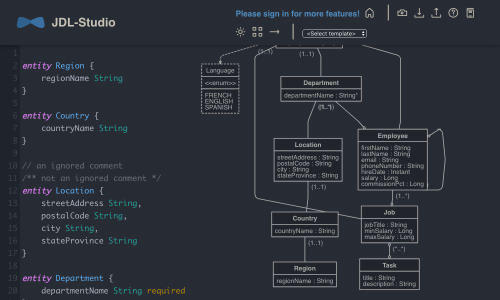 JDL-Studio
Please sign in for more features!
<Select template>
1
2
entity Region {
3
regionName String
4
}
5
6
entity Country {
7
countryName String
8
}
9
10
// an ignored comment
11
/** not an ignored comment */
12
entity Location {
13
streetAddress String,
14
postalCode String,
15
city String,
16
stateProvince String
17
}
18
19
entity Department {
20
departmentName String required
(1..1)
Language
<<enum>>
FRENCH
ENGLISH
SPANISH
(1..1)
Department
departmentName : String*
Location
streetAddress : String
postalCode : String
city : String
stateProvince : String
(1..1)
Employee
firstName : String
lastName : String
email : String
phoneNumber : String
hireDate : Instant
salary : Long
commissionPct : Long
(1..*)
Country
countryName : String
(1..1)
Region
regionName : String
Job
jobTitle : String
minSalary : Long
maxSalary : Long
(*..*)
Task
title : String
description : String